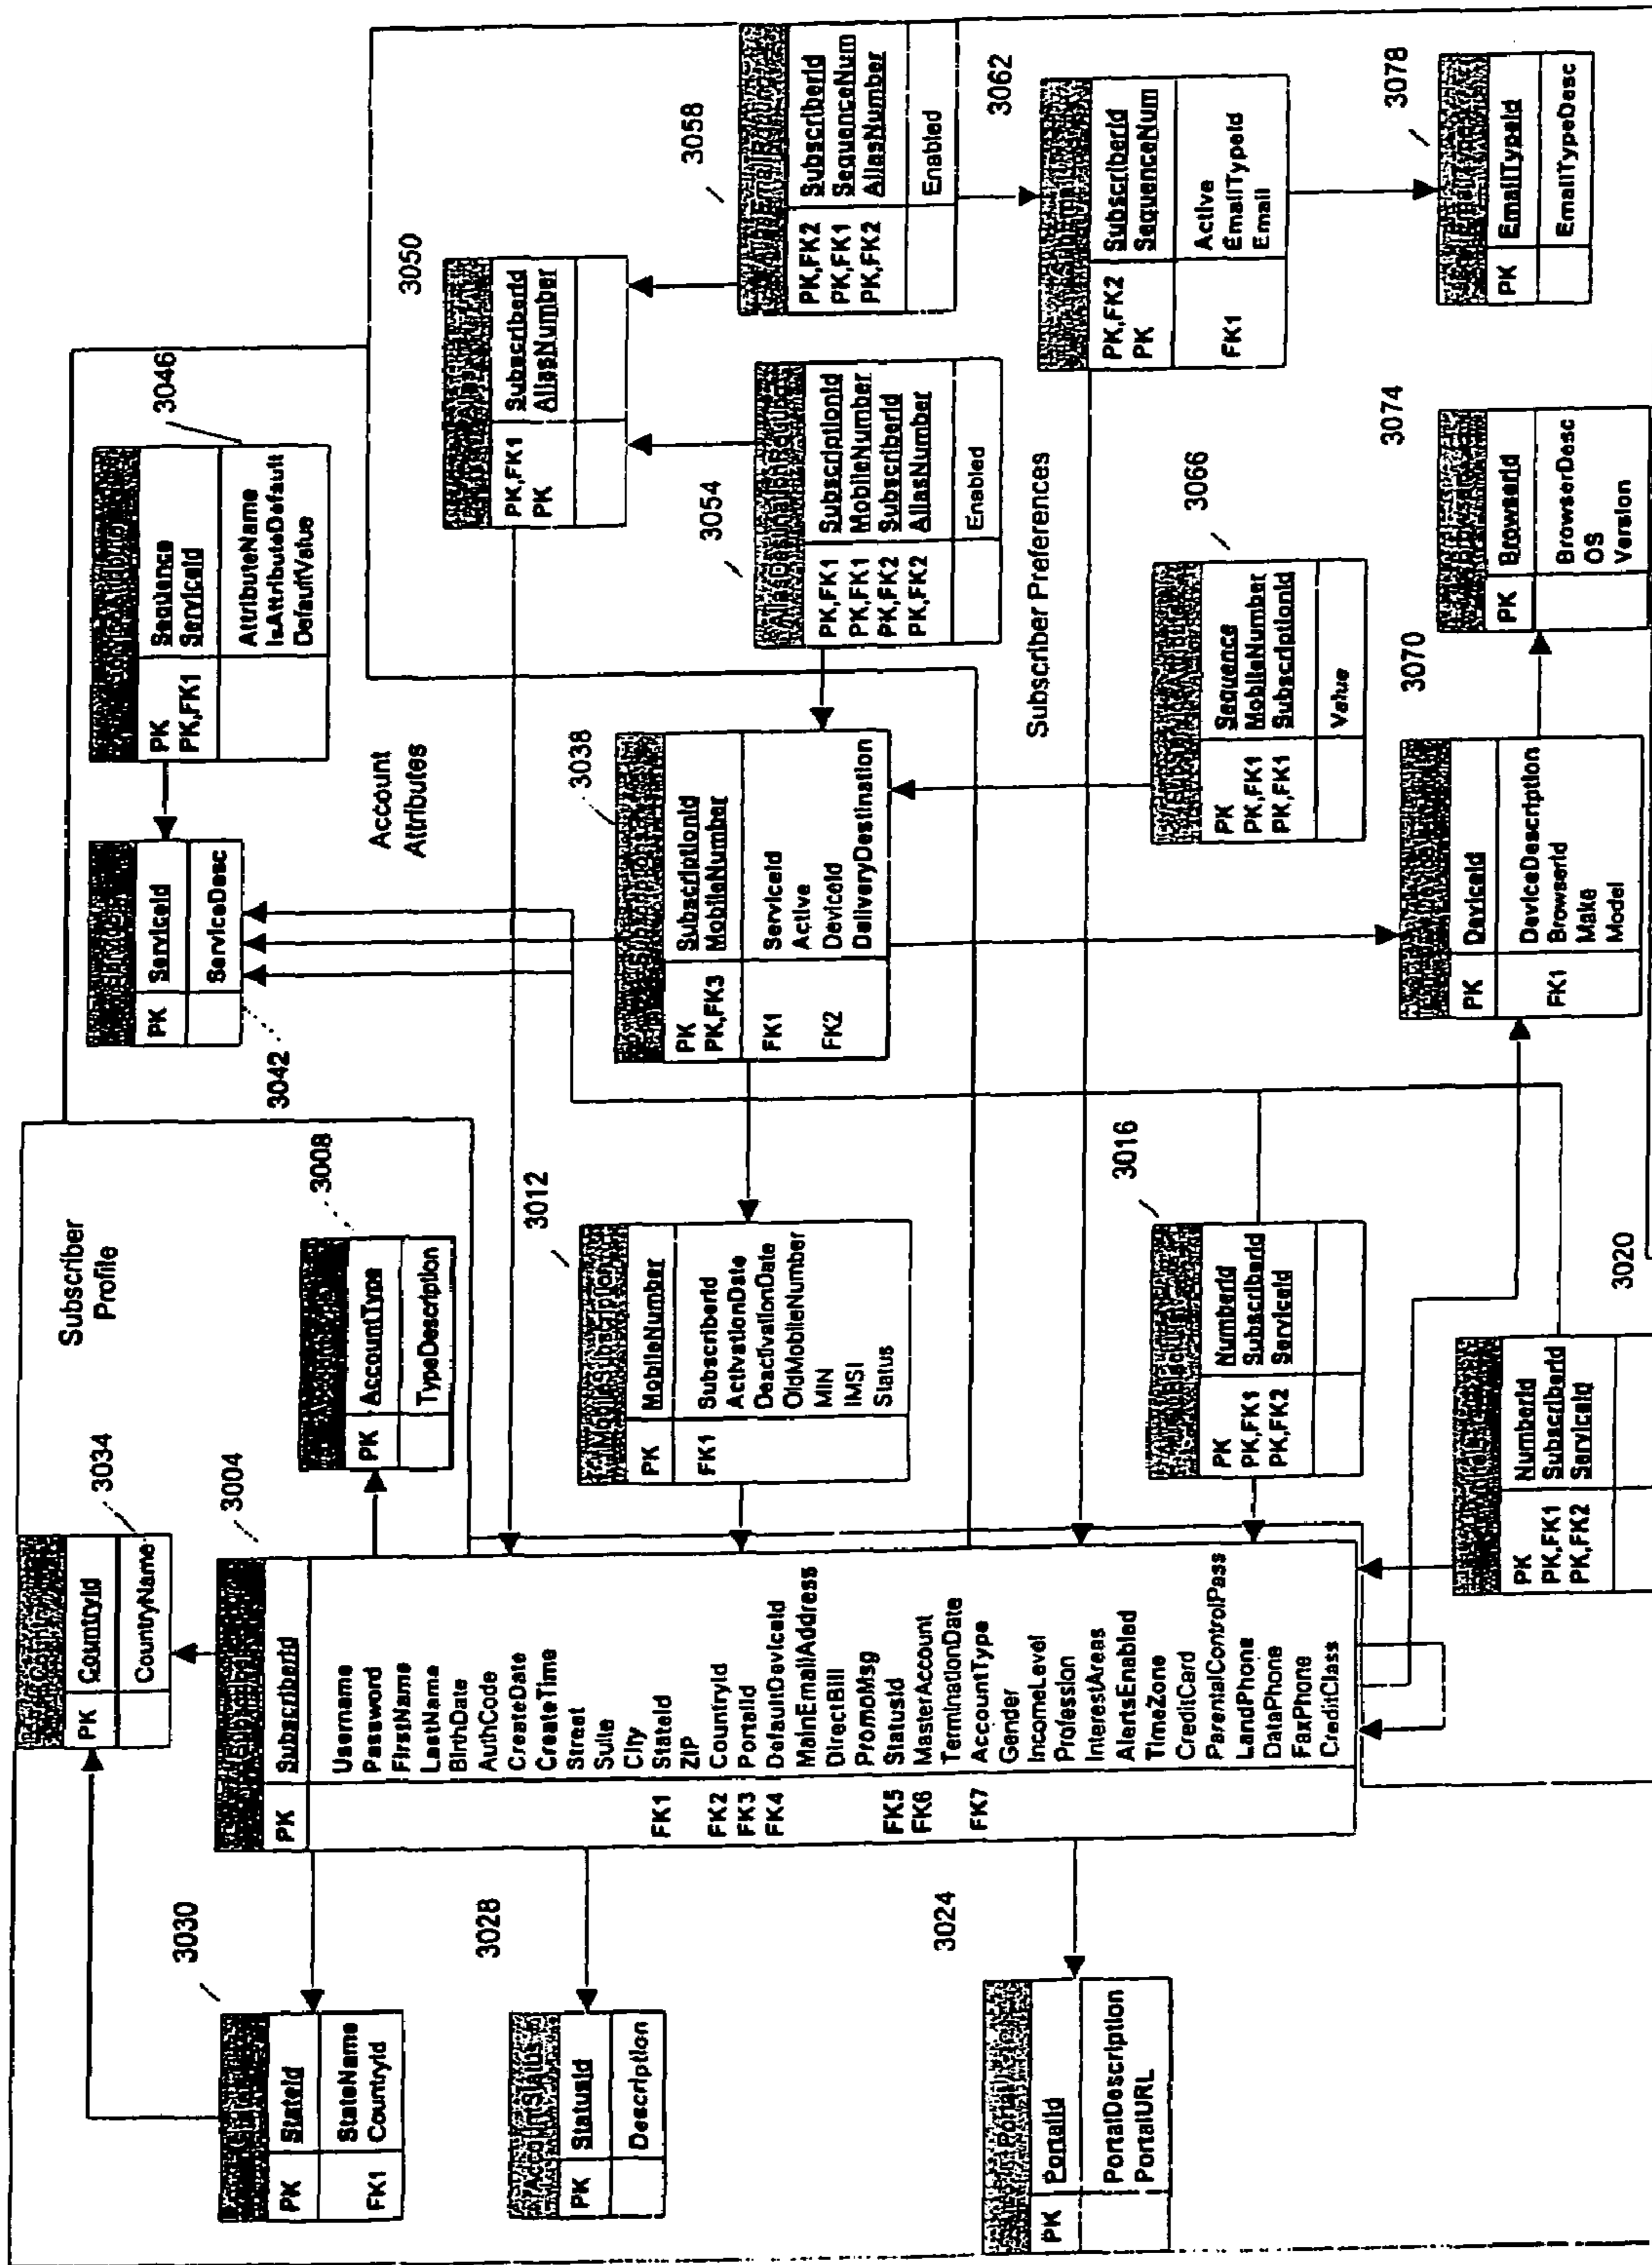 Subscriber
Profile
PK CountryId
CountryName
3034
3004
PK SubscriberId
Username
Password
FirstName
LastName
BirthDate
AuthCode
CreateDate
CreateTime
Street
Suite
City
FK1 StateId
ZIP
FK2 CountryId
FK3 PortalId
FK4 DefaultDeviceId
MainEmailAddress
DirectBill
PromoMsg
FK5 StatusId
FK6 MasterAccount
TerminationDate
FK7 AccountType
Gender
IncomeLevel
Profession
InterestAreas
AlertsEnabled
TimeZone
CreditCard
ParentalControlPass
LandPhone
DataPhone
FaxPhone
CreditClass
3030
PK StateId
StateName
FK1 CountryId
3028
AccountStatus
PK StatusId
Description
3024
Portal
PK PortalId
PortalDescription
PortalURL
3008
PK AccountType
TypeDescription
3012
MobileSubscription
PK MobileNumber
FK1 SubscriberId
ActivationDate
DeactivationDate
OldMobileNumber
MIN
IMSI
Status
3016
PK NumberId
PK,FK1 SubscriberId
PK,FK2 ServiceId
3020
PK NumberId
PK,FK1 SubscriberId
PK,FK2 ServiceId
Account
Attributes
3042
PK ServiceId
ServiceDesc
3046
PK Sequence
PK,FK1 ServiceId
AttributeName
IsAttributeDefault
DefaultValue
3038
PK SubscriptionId
PK,FK3 MobileNumber
FK1 ServiceId
Active
FK2 DeviceId
DeliveryDestination
Subscriber Preferences
3050
PK,FK1 SubscriberId
PK AliasNumber
3054
PK,FK1 SubscriptionId
PK,FK1 MobileNumber
PK,FK2 SubscriberId
PK,FK2 AliasNumber
Enabled
3058
PK,FK2 SubscriberId
PK,FK1 SequenceNum
PK,FK2 AliasNumber
Enabled
3062
PK,FK2 SubscriberId
PK SequenceNum
Active
FK1 EmailTypeId
Email
3066
PK Sequence
PK,FK1 MobileNumber
PK,FK1 SubscriptionId
Value
3070
PK DeviceId
DeviceDescription
FK1 BrowserId
Make
Model
3074
PK BrowserId
BrowserDesc
OS
Version
3078
PK EmailTypeId
EmailTypeDesc